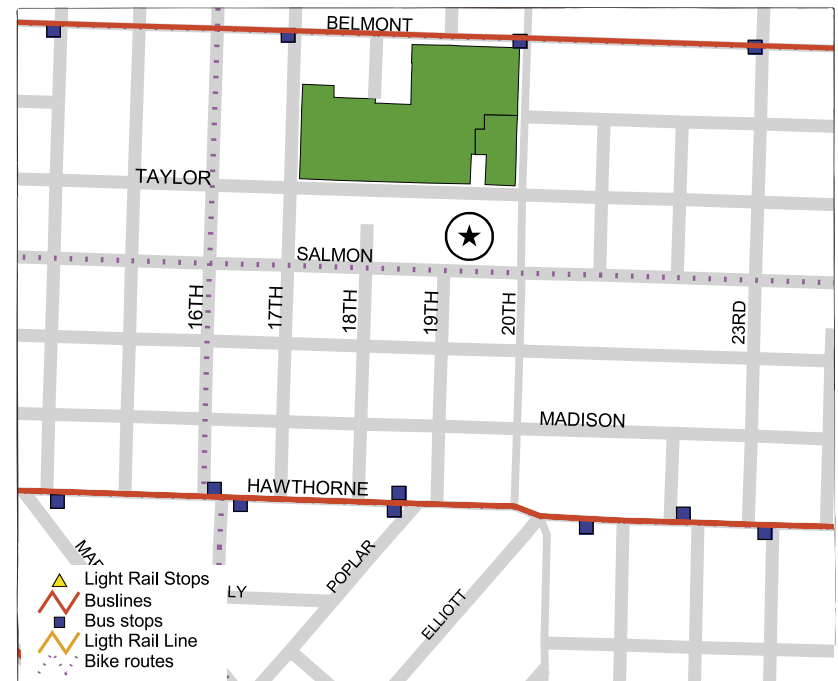 BELMONT
TAYLOR
SALMON
16TH
17TH
18TH
19TH
20TH
23RD
MADISON
HAWTHORNE
POPLAR
ELLIOTT
LY
Light Rail Stops
Buslines
Bus stops
Ligth Rail Line
Bike routes